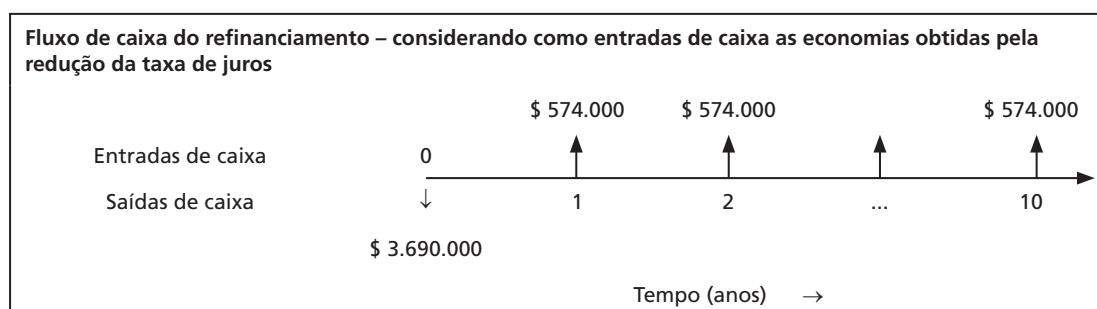 Fluxo de caixa do refinanciamento – considerando como entradas de caixa as economias obtidas pela
redução da taxa de juros
$ 574.000 $ 574.000 $ 574.000
Entradas de caixa 0
Saídas de caixa ↓ 1 2 ... 10
$ 3.690.000
Tempo (anos) →